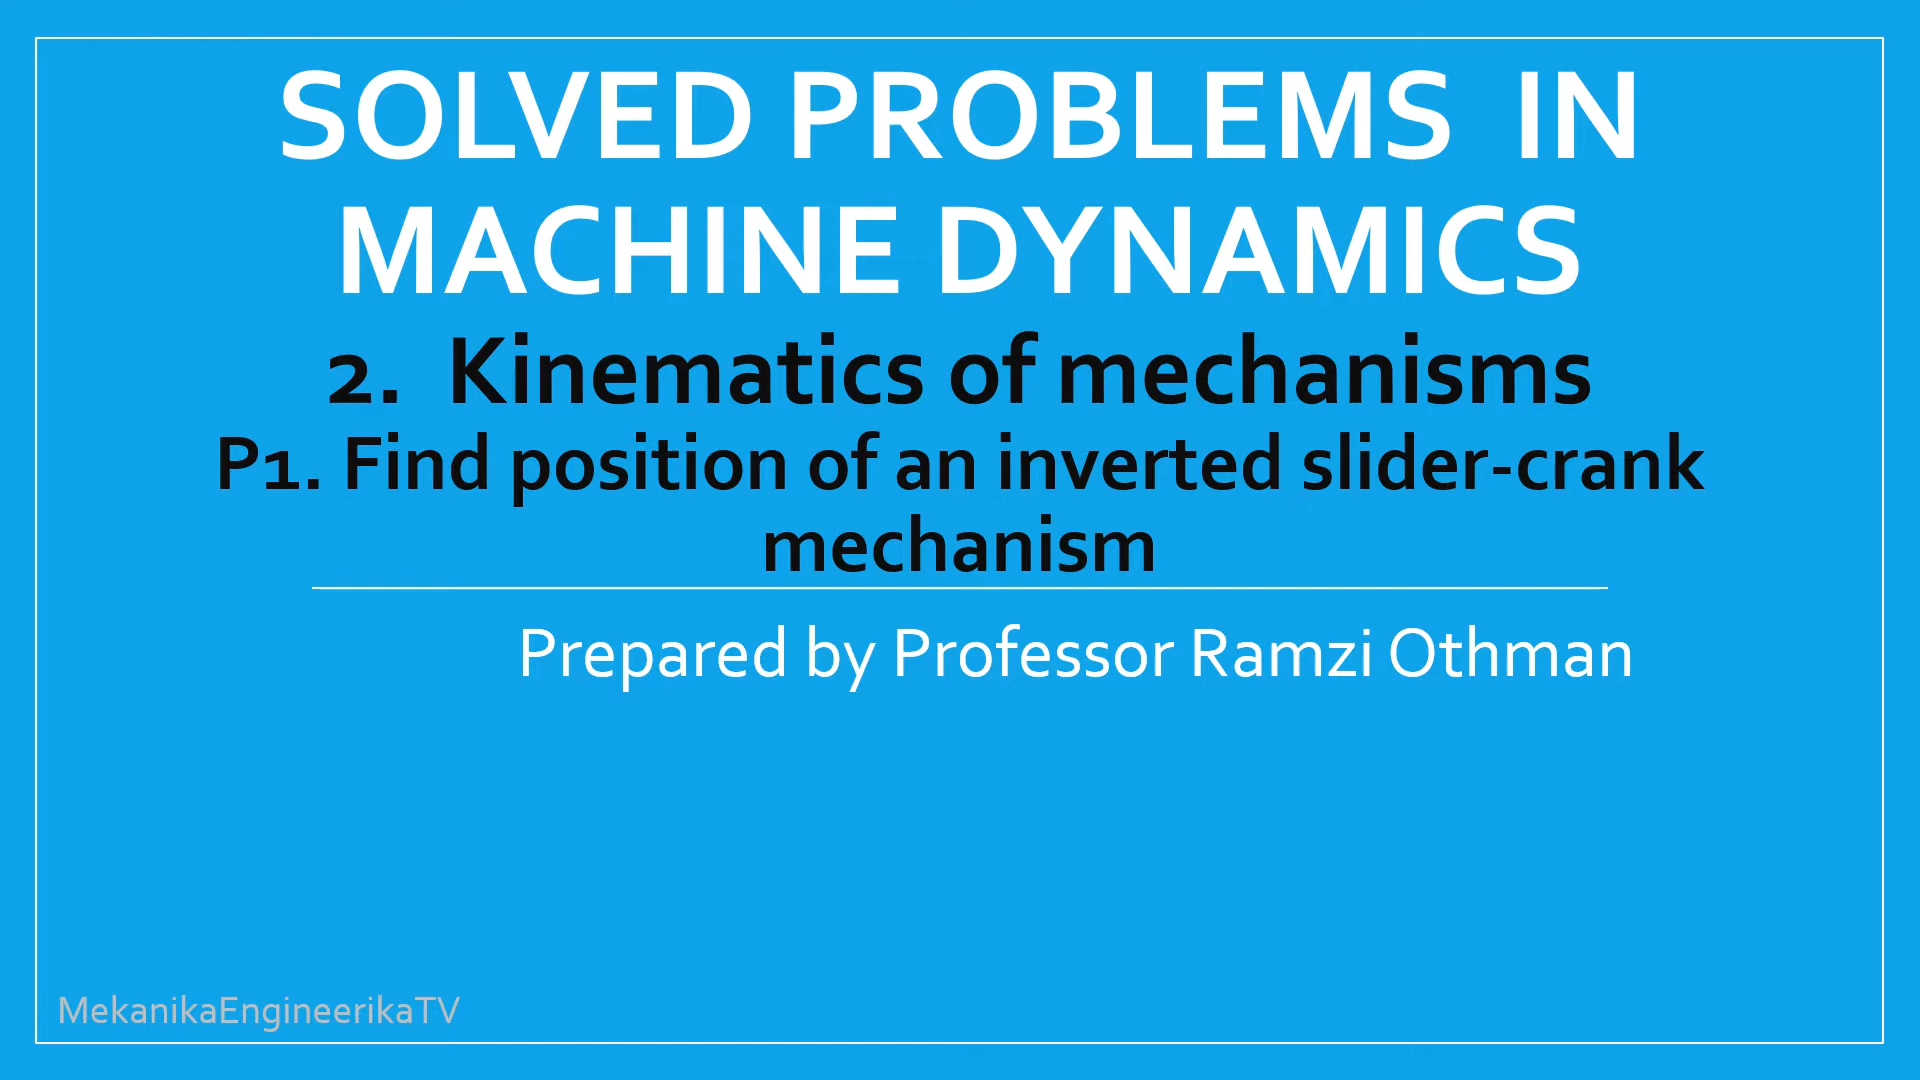 SOLVED PROBLEMS IN
MACHINE DYNAMICS
2. Kinematics of mechanisms
P1. Find position of an inverted slider-crank
mechanism
Prepared by Professor Ramzi Othman
MekanikaEngineerikaTV